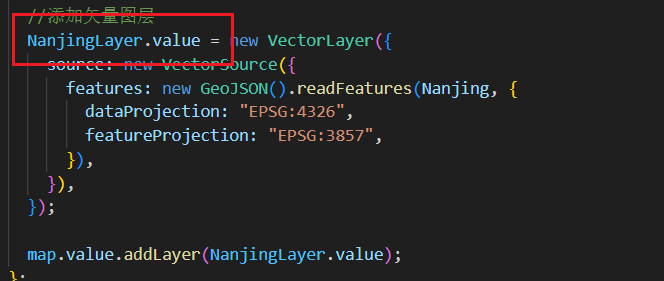 //添加矢量图层
NanjingLayer.value = new VectorLayer({
source: new VectorSource({
features: new GeoJSON().readFeatures(Nanjing, {
dataProjection: "EPSG:4326",
featureProjection: "EPSG:3857",
}),
}),
});
map.value.addLayer(NanjingLayer.value);
};